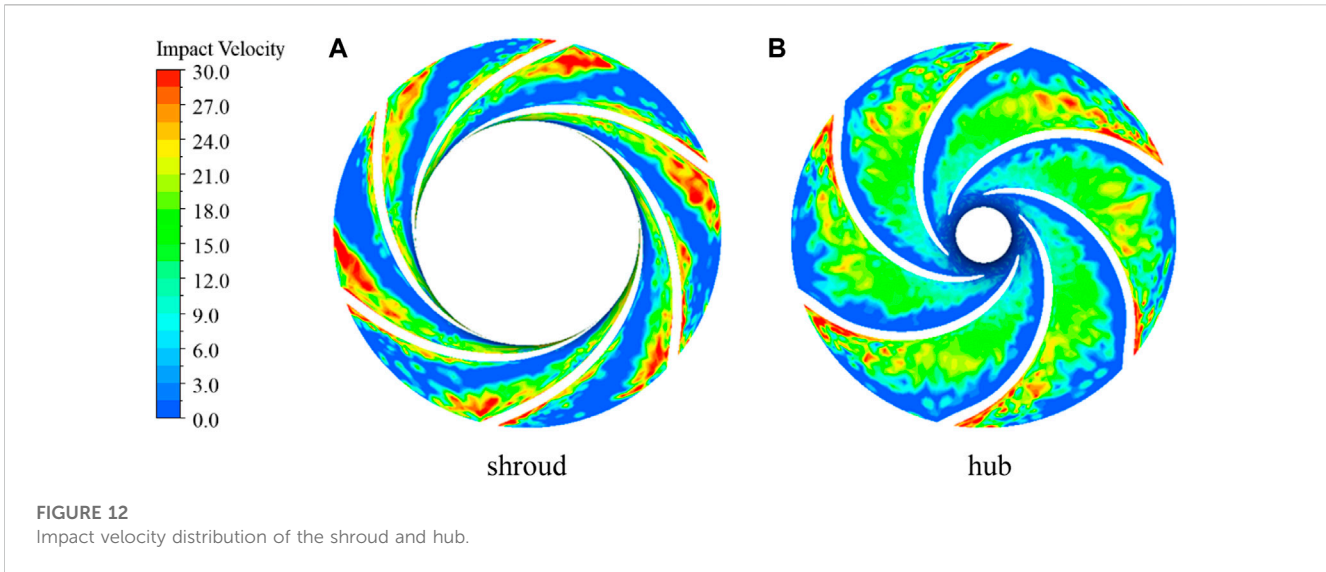 Impact Velocity
30.0
27.0
24.0
21.0
18.0
15.0
12.0
9.0
6.0
3.0
0.0
A
B
shroud
hub
FIGURE 12
Impact velocity distribution of the shroud and hub.